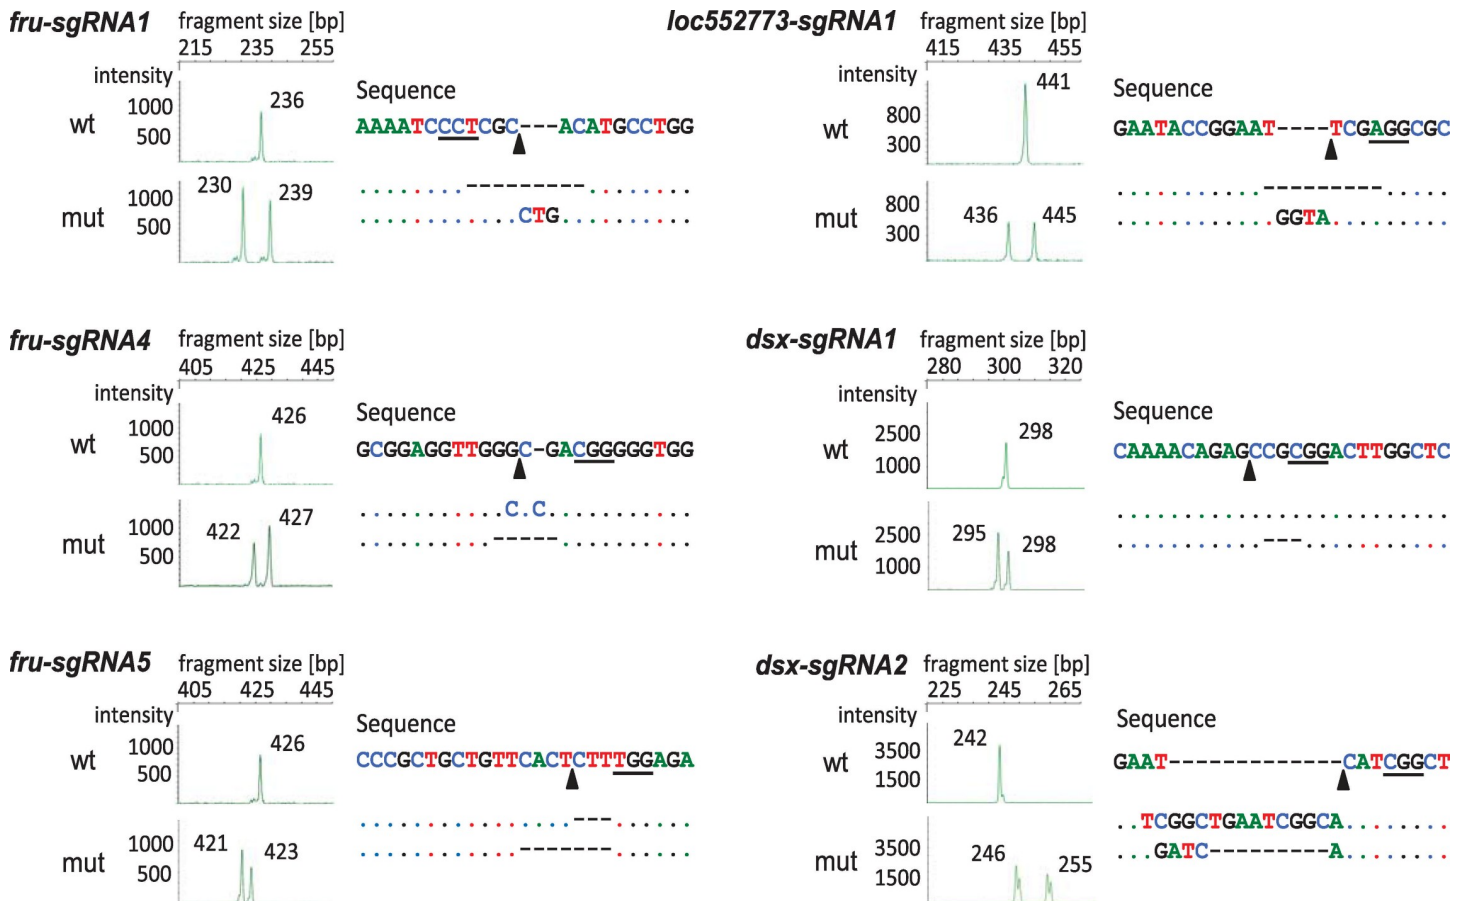 fru-sgRNA1
fragment size [bp]
215 235 255
intensity
wt
1000
500
236
mut
1000
500
230
239
Sequence
AAAATCCCCTCGC---ACATGCCTGG
---------
CTG
loc552773-sgRNA1
fragment size [bp]
415 435 455
intensity
wt
800
300
441
mut
800
300
436
445
Sequence
GAATACCGGAAT----TCGAGGCGC
---------
GGTA
fru-sgRNA4
fragment size [bp]
405 425 445
intensity
wt
1000
500
426
mut
1000
500
422
427
Sequence
GCGGAGGTTGGGC-GACGGGGGTGG
C.C
-----
dsx-sgRNA1
fragment size [bp]
280 300 320
intensity
wt
2500
1000
298
mut
2500
1000
295
298
Sequence
CAAAACAGAGCCGCGGACTTGGCTC
---
fru-sgRNA5
fragment size [bp]
405 425 445
intensity
wt
1000
500
426
mut
1000
500
421
423
Sequence
CCCGCTGCTGTTCACTCTTTGGAGA
---
-------
dsx-sgRNA2
fragment size [bp]
225 245 265
intensity
wt
3500
1500
242
mut
3500
1500
246
255
Sequence
GAAT-------------CATCGGCT
..TCGGCTGAATCGGCA........
...GATC---------A........